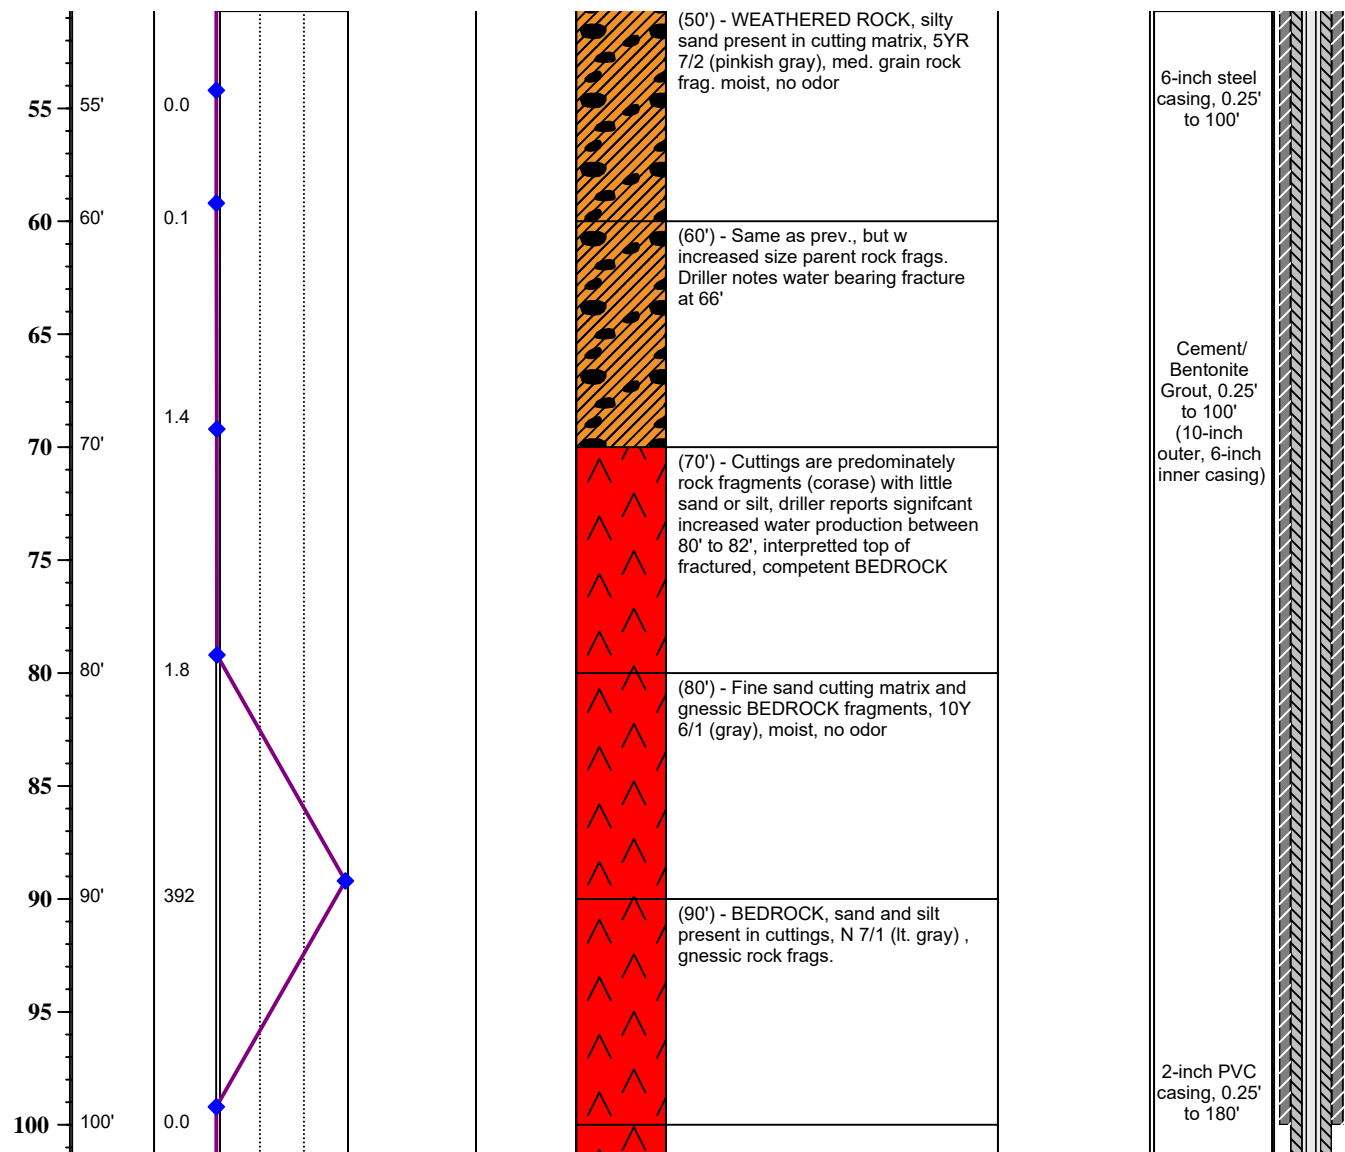 (50') - WEATHERED ROCK, silty
sand present in cutting matrix, 5YR
7/2 (pinkish gray), med. grain rock
frag. moist, no odor
6-inch steel
casing, 0.25'
to 100'
55
55'
0.0
60
60'
0.1
(60') - Same as prev., but w
increased size parent rock frags.
Driller notes water bearing fracture
at 66'
65
Cement/
Bentonite
Grout, 0.25'
to 100'
(10-inch
outer, 6-inch
inner casing)
1.4
70
70'
(70') - Cuttings are predominately
rock fragments (corase) with little
sand or silt, driller reports signifcant
increased water production between
80' to 82', interpretted top of
fractured, competent BEDROCK
75
80
80'
1.8
(80') - Fine sand cutting matrix and
gnessic BEDROCK fragments, 10Y
6/1 (gray), moist, no odor
85
90
90'
392
(90') - BEDROCK, sand and silt
present in cuttings, N 7/1 (lt. gray) ,
gnessic rock frags.
95
2-inch PVC
casing, 0.25'
to 180'
100
100'
0.0